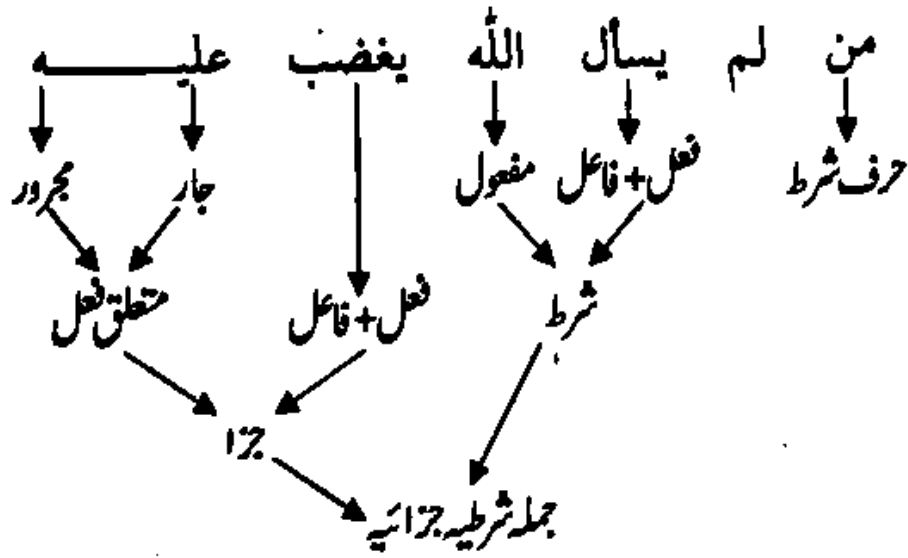 من لم يسأل الله يغضب عليه
حرف شرط فعل+فاعل مفعول جار مجرور
شرط فعل+فاعل متعلق فعل
جزا
جملہ شرطیہ جزائیہ